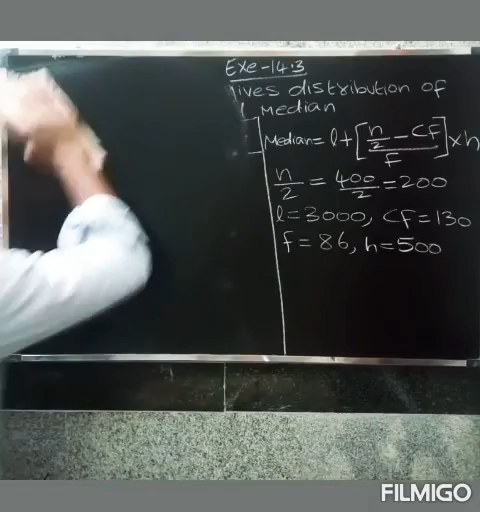 Exe-14.3
lives distribution of
Median
Median = l + [n/2 - CF / F] × h
n/2 = 400/2 = 200
l = 3000, CF = 130
f = 86, h = 500
FILMIGO